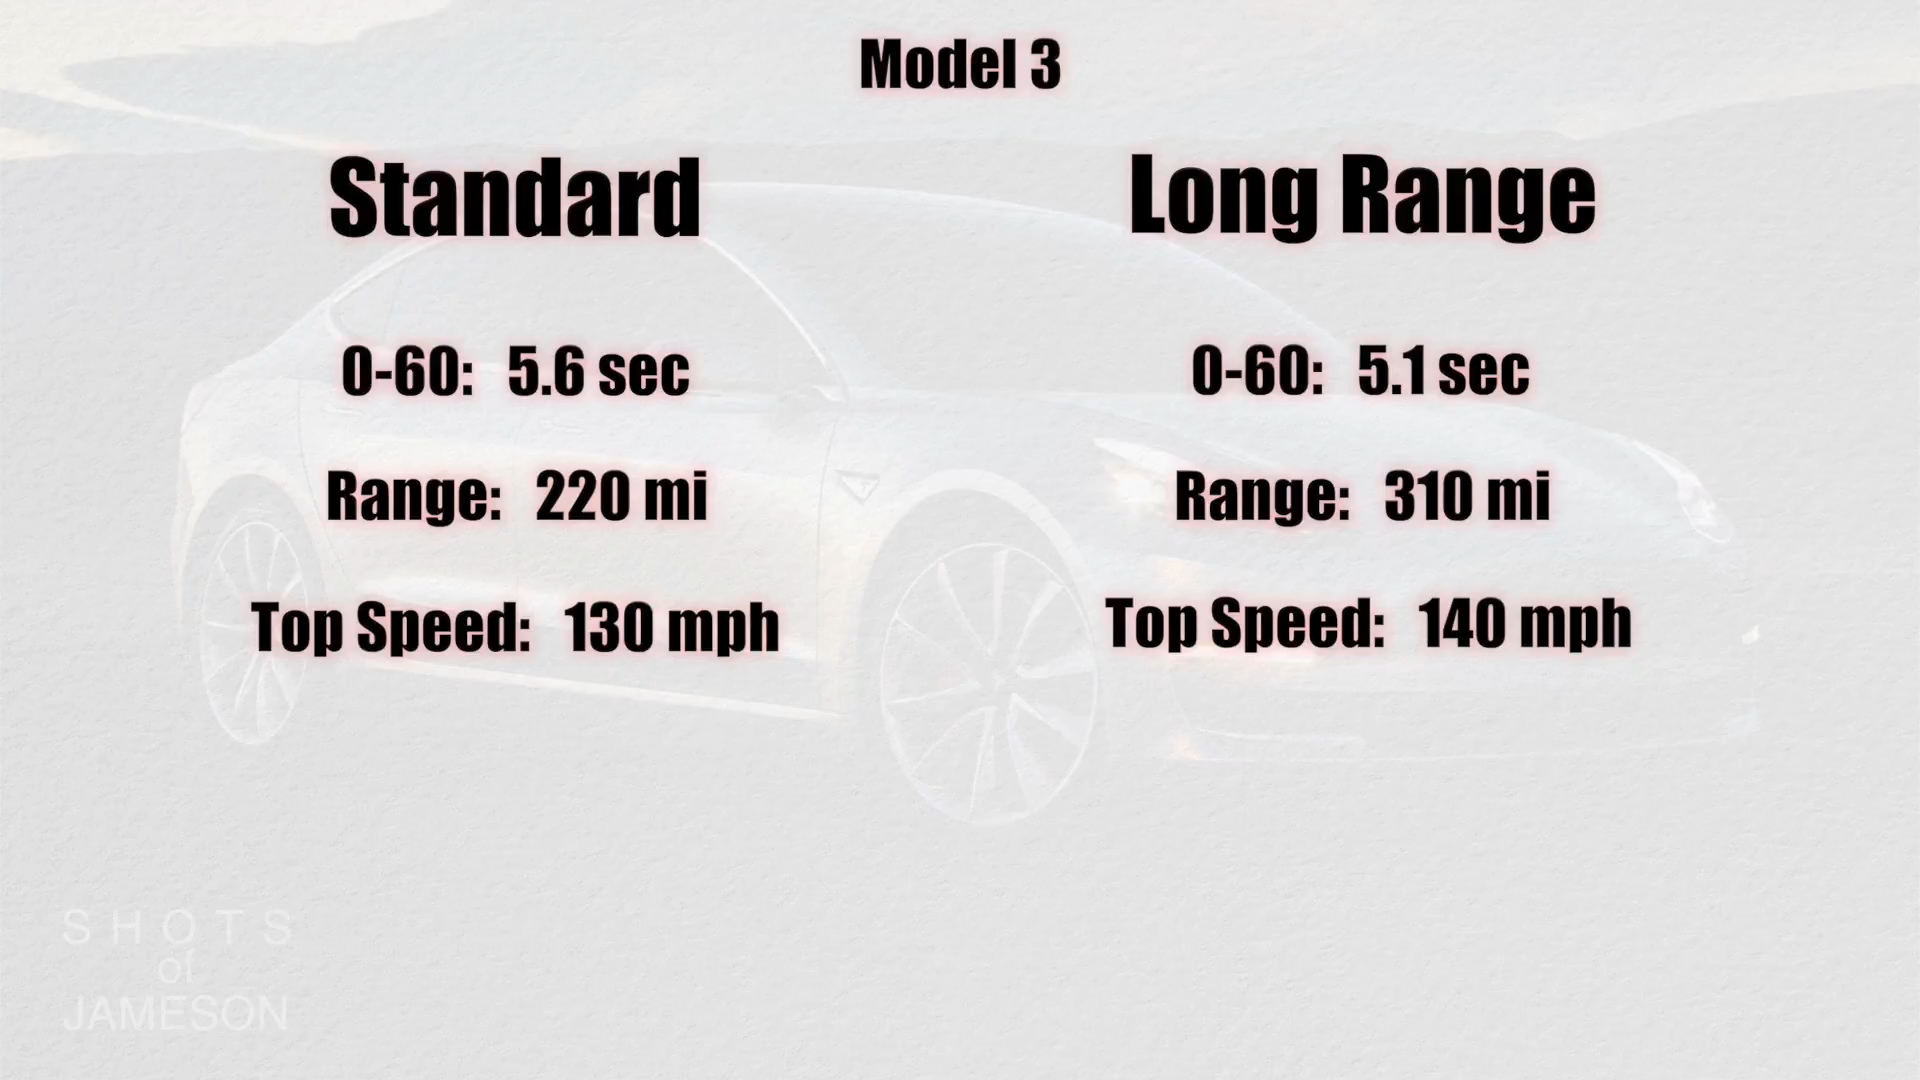 Model 3
Standard
0-60: 5.6 sec
Range: 220 mi
Top Speed: 130 mph
Long Range
0-60: 5.1 sec
Range: 310 mi
Top Speed: 140 mph
SHOTS
of
JAMESON